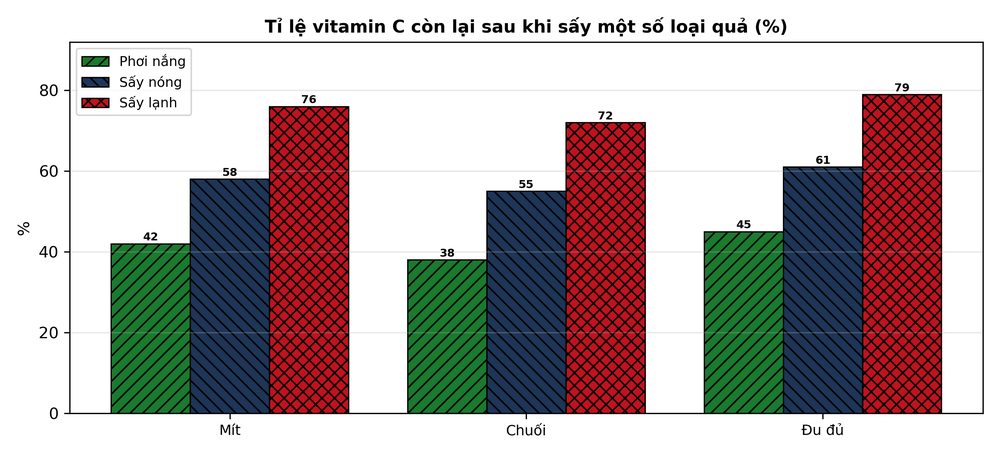 Tỉ lệ vitamin C còn lại sau khi sấy một số loại quả (%)
Phơi nắng
Sấy nóng
Sấy lạnh
%
80
60
40
20
0
42
58
76
38
55
72
45
61
79
Mít
Chuối
Đu đủ